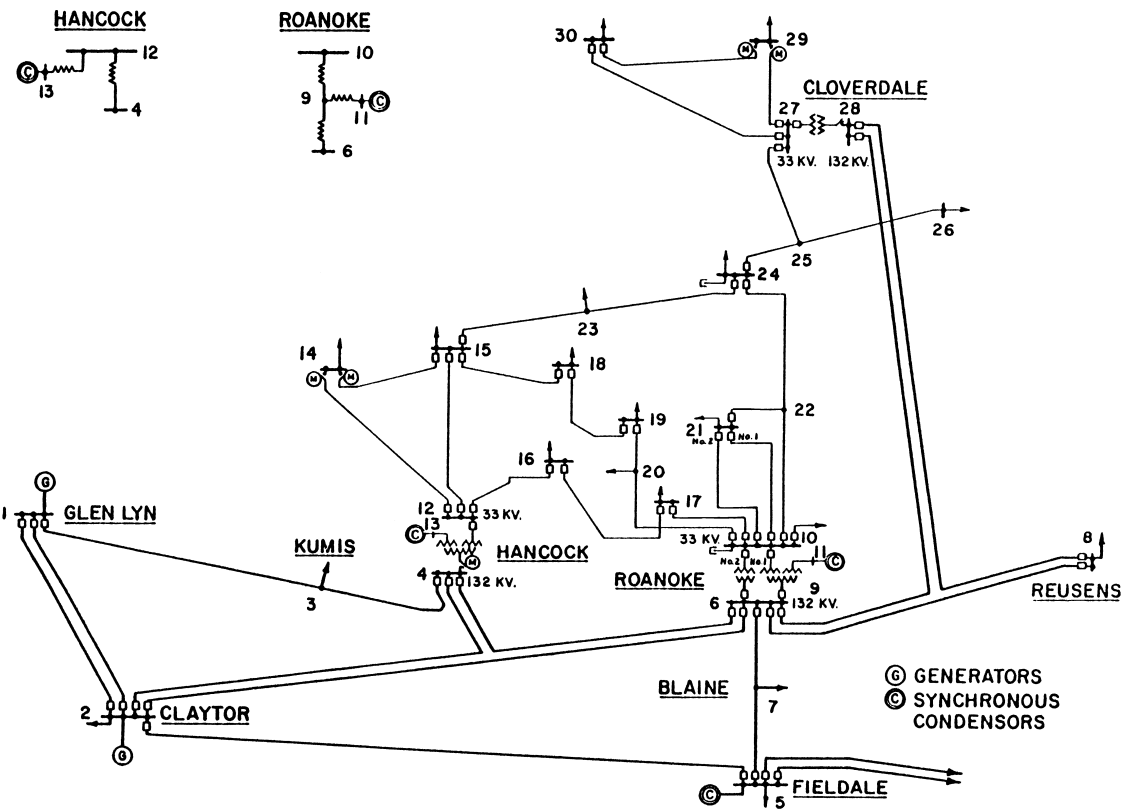 HANCOCK
12
C
13
4
ROANOKE
10
9
C
11
6
30
29
M
M
CLOVERDALE
27
28
33 KV.
132 KV.
26
25
24
23
15
14
M
M
18
19
22
21
No.2
No.1
16
20
17
G
1
GLEN LYN
12
33 KV.
13
C
HANCOCK
M
4
132 KV.
KUMIS
3
33 KV.
10
No.2
No.1
11
C
ROANOKE
9
6
132 KV.
8
REUSENS
BLAINE
7
2
CLAYTOR
G
G GENERATORS
C SYNCHRONOUS
CONDENSORS
C
5
FIELDALE